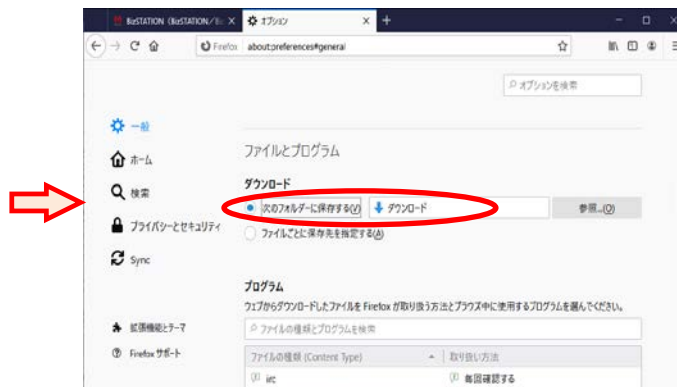 BizSTATION (BizSTATION/Bi
オプション
Firefox
about:preferences#general
オプションを検索
一般
ホーム
検索
プライバシーとセキュリティ
Sync
拡張機能とテーマ
Firefox サポート
ファイルとプログラム
ダウンロード
次のフォルダーに保存する(V)
ダウンロード
参照...(O)
ファイルごとに保存先を指定する(A)
プログラム
ウェブからダウンロードしたファイルを Firefox が取り扱う方法とブラウズ中に使用するプログラムを選んでください。
ファイルの種類とプログラムを検索
ファイルの種類 (Content Type)
取り扱い方法
irc
毎回確認する